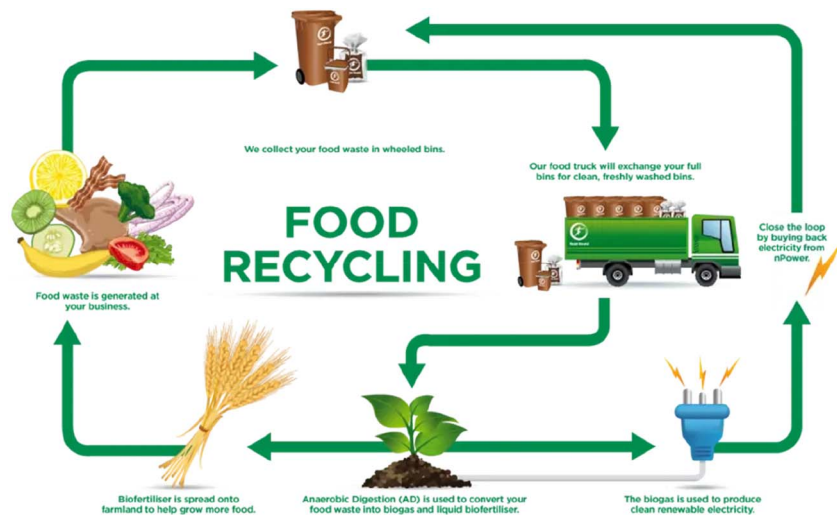 We collect your food waste in wheeled bins.
Our food truck will exchange your full
bins for clean, freshly washed bins.
FOOD
RECYCLING
Close the loop
by buying back
electricity from
nPower.
Food waste is generated at
your business.
Biofertiliser is spread onto
farmland to help grow more food.
Anaerobic Digestion (AD) is used to convert your
food waste into biogas and liquid biofertiliser.
The biogas is used to produce
clean renewable electricity.